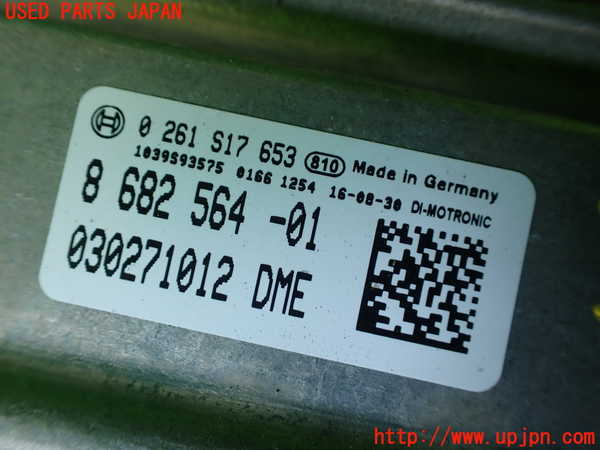 USED PARTS JAPAN
0 261 S17 653 810 Made in Germany
1039S93575 0166 1254 16-08-30 DI-MOTRONIC
8 682 564 -01
030271012 DME
http://www.upjpn.com